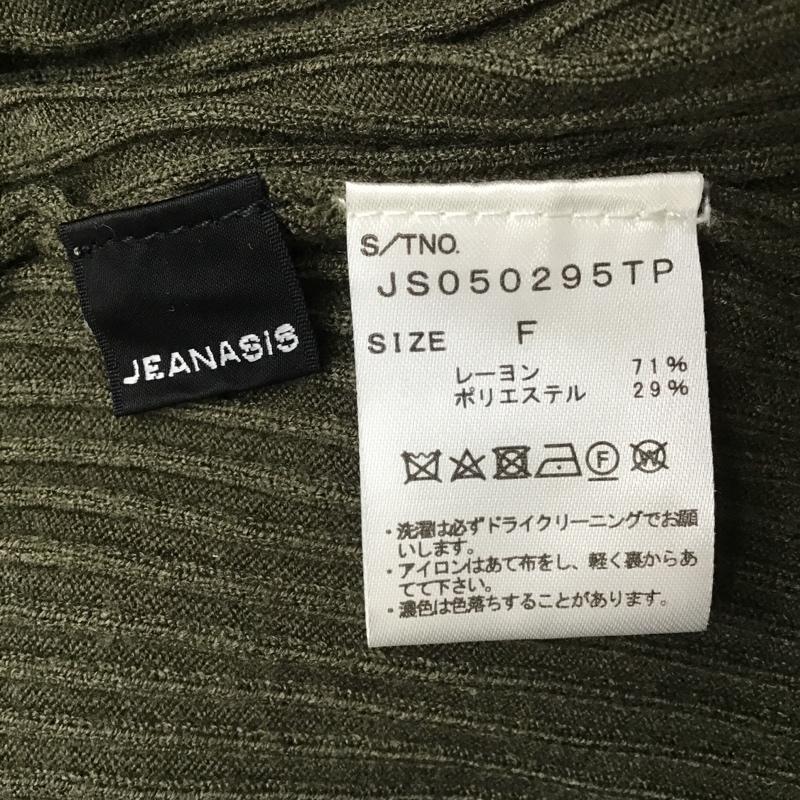 JEANASIS
S/TNO.
JS050295TP
SIZE F
レーヨン 71%
ポリエステル 29%
F W
・洗濯は必ずドライクリーニングでお願
いします。
・アイロンはあて布をし、軽く裏からあ
てて下さい。
・濃色は色落ちすることがあります。